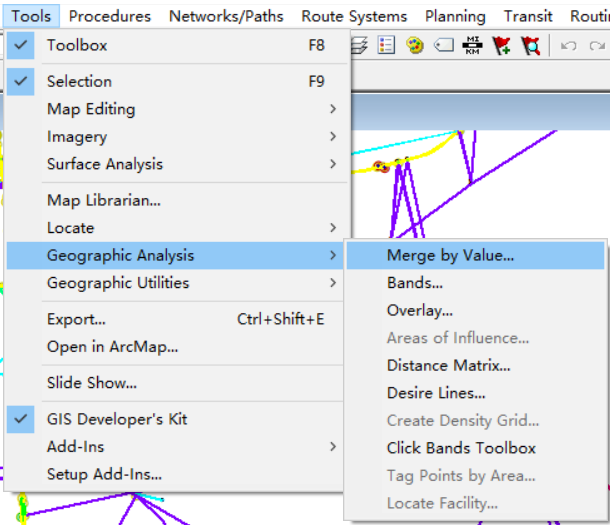 Tools Procedures Networks/Paths Route Systems Planning Transit Routi
Toolbox F8
MI
KM
Selection F9
Map Editing
Imagery
Surface Analysis
Map Librarian...
Locate
Geographic Analysis
Merge by Value...
Geographic Utilities
Bands...
Overlay...
Export... Ctrl+Shift+E
Areas of Influence...
Open in ArcMap...
Distance Matrix...
Slide Show...
Desire Lines...
GIS Developer's Kit
Create Density Grid...
Add-Ins
Click Bands Toolbox
Setup Add-Ins...
Tag Points by Area...
Locate Facility...